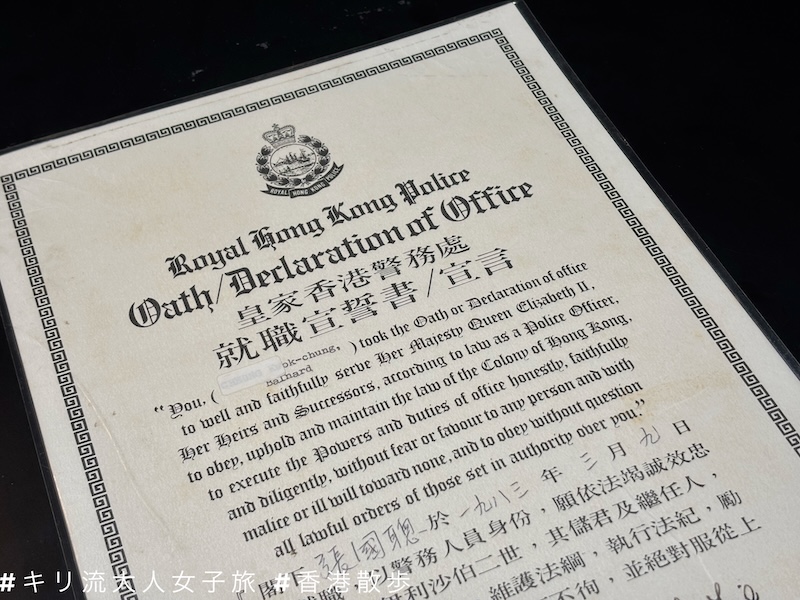 ROYAL HONG KONG POLICE
Royal Hong Kong Police
Oath/Declaration of Office
皇家香港警務處
就職宣誓書/宣言
"You, ( ok-chung, ) took the Oath or Declaration of office
Barnard
to well and faithfully serve Her Majesty Queen Elizabeth II,
Her Heirs and Successors, according to law as a Police Officer,
to obey, uphold and maintain the law of the Colony of Hong Kong,
to execute the Powers and duties of office honestly, faithfully
and diligently, without fear or favour to any person and with
malice or ill will toward none, and to obey without question
all lawful orders of those set in authority over you."
張國聰 於 一九八三 年 三 月 九 日
以警務人員身份,願依法竭誠效忠
利沙伯二世,其儲君及繼任人,
維護法綱,執行法紀,勵
不徇,並絕對服從上
#キリ流大人女子旅 #香港散歩